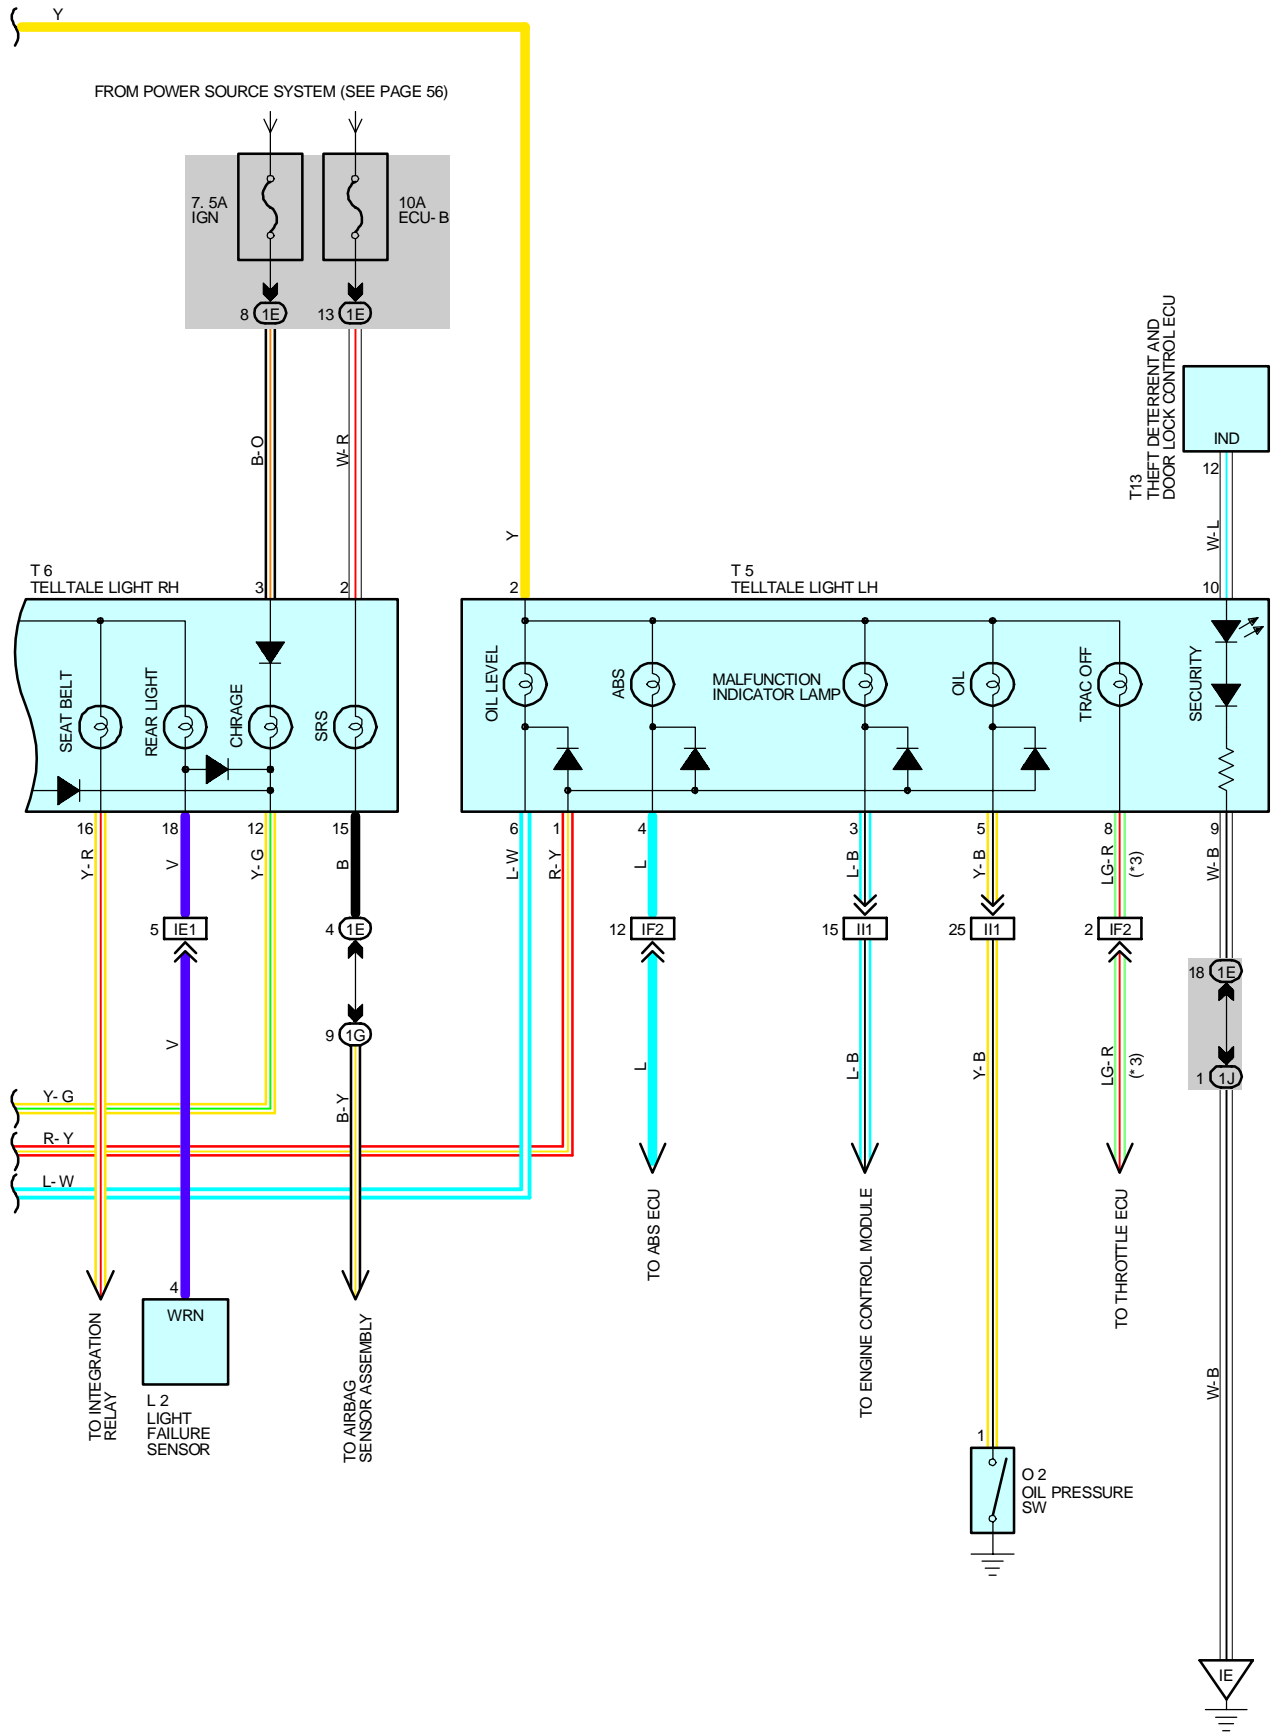 Y
FROM POWER SOURCE SYSTEM (SEE PAGE 56)
7. 5A
IGN
10A
ECU- B
8 1E
13 1E
B- O
W- R
Y
T13
THEFT DETERRENT AND
DOOR LOCK CONTROL ECU
IND
12
W- L
T 6
TELLTALE LIGHT RH
3
2
2
T 5
TELLTALE LIGHT LH
10
SEAT BELT
REAR LIGHT
CHRAGE
SRS
OIL LEVEL
ABS
MALFUNCTION
INDICATOR LAMP
OIL
TRAC OFF
SECURITY
16
18
12
15
6
1
4
3
5
8
9
Y- R
V
Y- G
B
L- W
R- Y
L
L- B
Y- B
LG- R
(*3)
W- B
5 IE1
4 1E
12 IF2
15 II1
25 II1
2 IF2
18 1E
9 1G
1 1J
V
B- Y
L
L- B
Y- B
LG- R
(* 3)
Y- G
R- Y
L- W
TO INTEGRATION
RELAY
4
WRN
L 2
LIGHT
FAILURE
SENSOR
TO AIRBAG
SENSOR ASSEMBLY
TO ABS ECU
TO ENGINE CONTROL MODULE
1
O 2
OIL PRESSURE
SW
TO THROTTLE ECU
W- B
IE